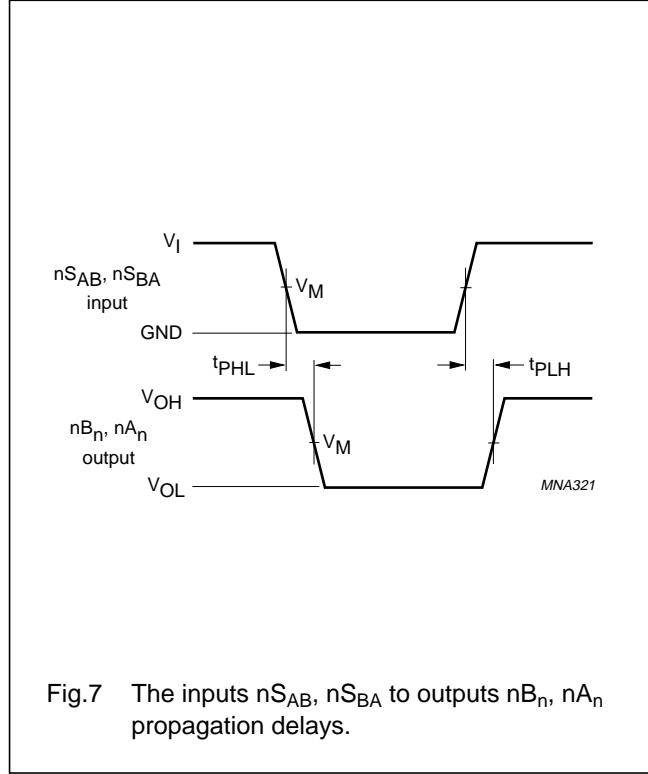 V_I
nS_AB, nS_BA
input
V_M
GND
t_PHL
t_PLH
V_OH
nB_n, nA_n
output
V_M
V_OL
MNA321
Fig.7 The inputs nS_AB, nS_BA to outputs nB_n, nA_n
propagation delays.